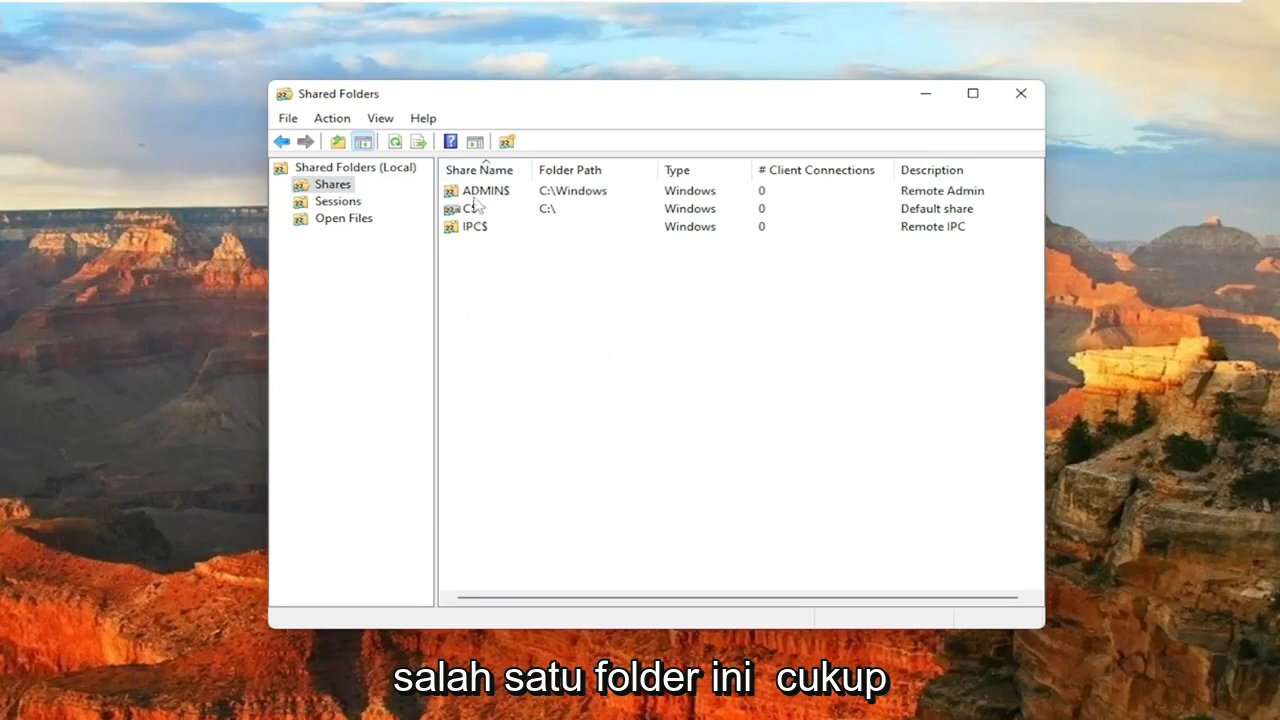 Shared Folders
File Action View Help
Shared Folders (Local)
Shares
Sessions
Open Files
Share Name Folder Path Type # Client Connections Description
ADMIN$ C:\Windows Windows 0 Remote Admin
C$ C:\ Windows 0 Default share
IPC$ Windows 0 Remote IPC
salah satu folder ini cukup